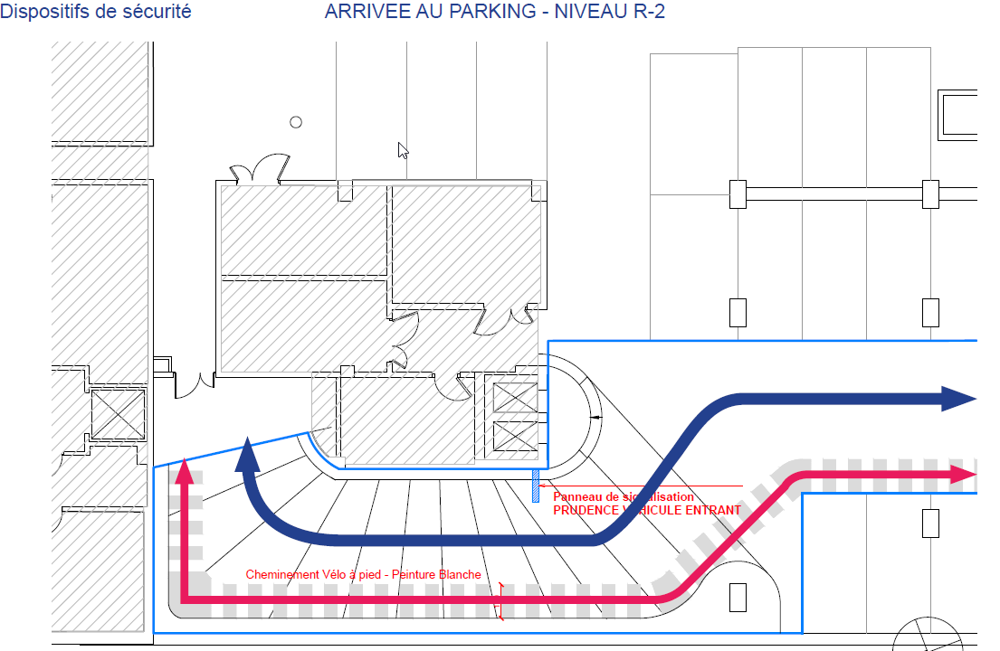 Dispositifs de sécurité
ARRIVEE AU PARKING - NIVEAU R-2
Panneau de signalisation
PRUDENCE VEHICULE ENTRANT
Cheminement Vélo à pied - Peinture Blanche